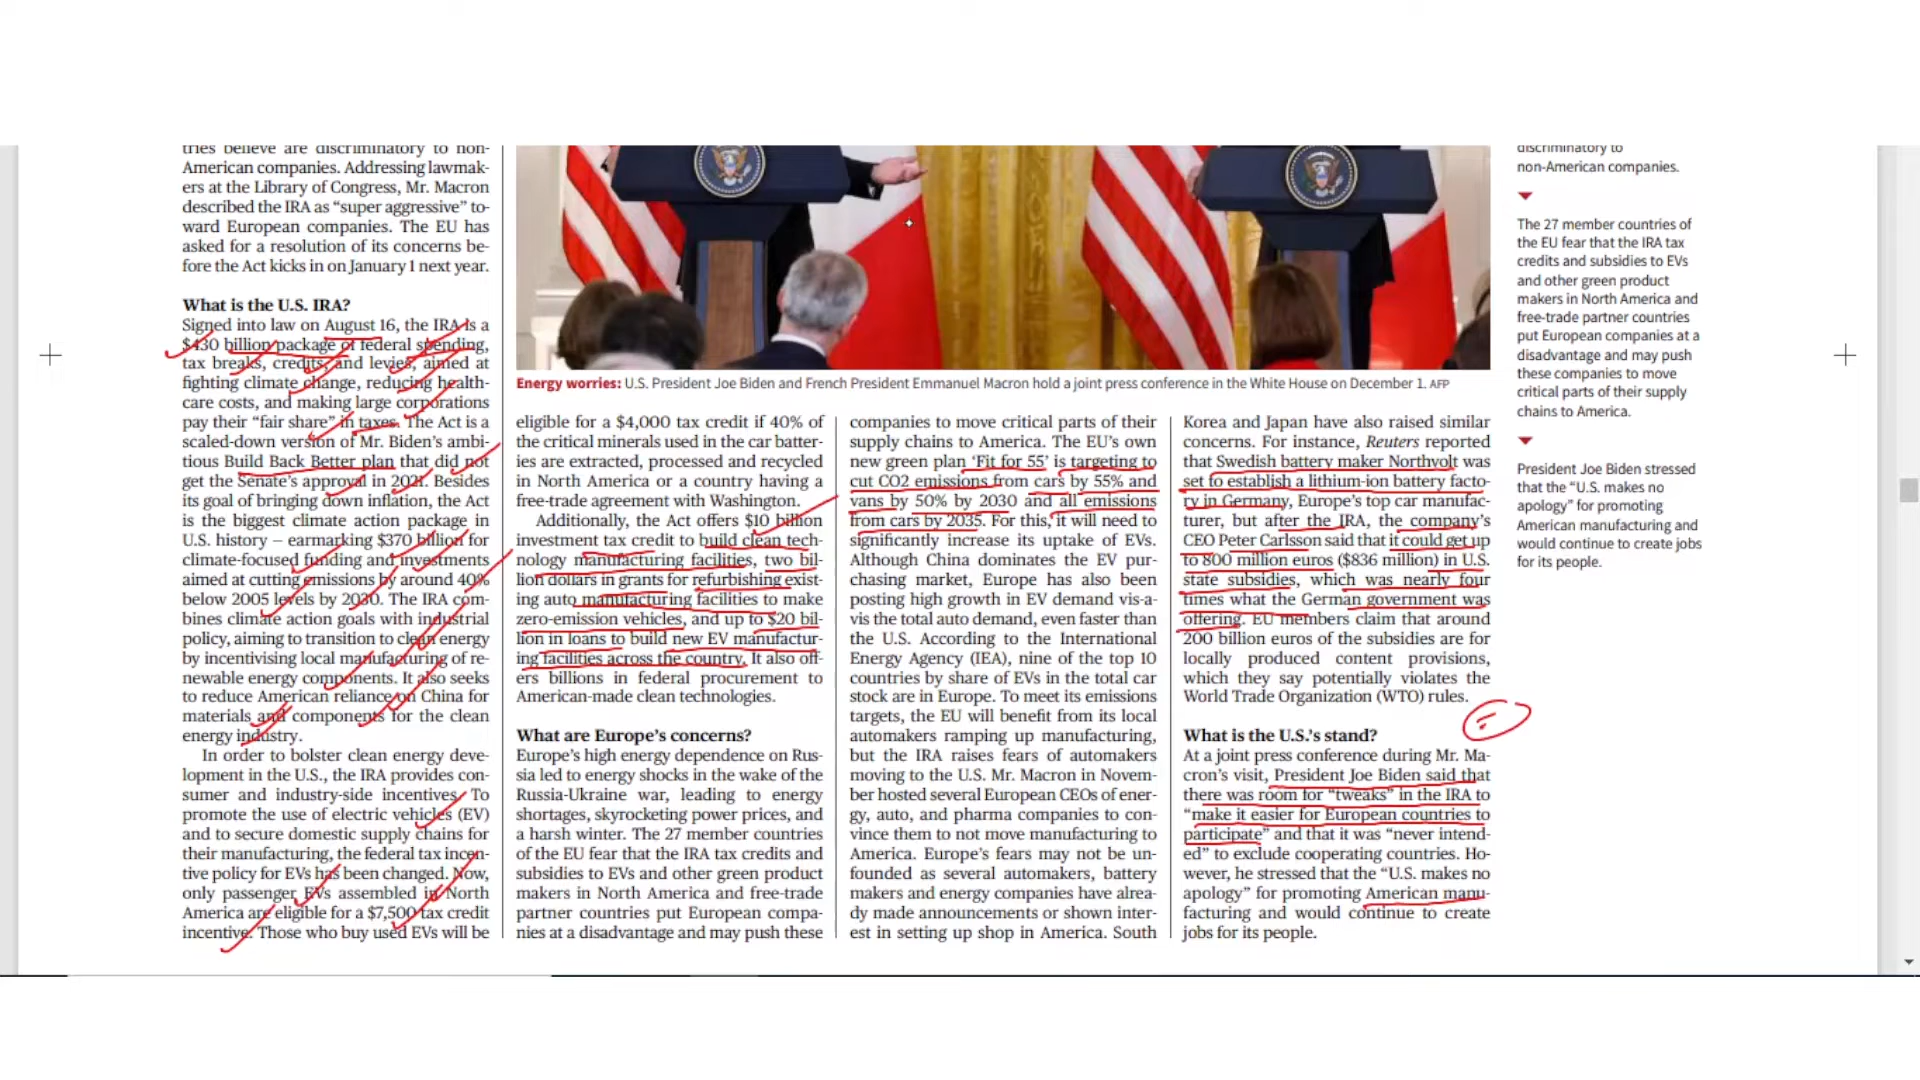 tries believe are discriminatory to non-
American companies. Addressing lawmak-
ers at the Library of Congress, Mr. Macron
described the IRA as “super aggressive” to-
ward European companies. The EU has
asked for a resolution of its concerns be-
fore the Act kicks in on January 1 next year.
What is the U.S. IRA?
Signed into law on August 16, the IRA is a
$430 billion package of federal spending,
tax breaks, credits, and levies, aimed at
fighting climate change, reducing health-
care costs, and making large corporations
pay their “fair share” in taxes. The Act is a
scaled-down version of Mr. Biden’s ambi-
tious Build Back Better plan that did not
get the Senate’s approval in 2021. Besides
its goal of bringing down inflation, the Act
is the biggest climate action package in
U.S. history – earmarking $370 billion for
climate-focused funding and investments
aimed at cutting emissions by around 40%
below 2005 levels by 2030. The IRA com-
bines climate action goals with industrial
policy, aiming to transition to clean energy
by incentivising local manufacturing of re-
newable energy components. It also seeks
to reduce American reliance on China for
materials and components for the clean
energy industry.
In order to bolster clean energy deve-
lopment in the U.S., the IRA provides con-
sumer and industry-side incentives. To
promote the use of electric vehicles (EV)
and to secure domestic supply chains for
their manufacturing, the federal tax incen-
tive policy for EVs has been changed. Now,
only passenger EVs assembled in North
America are eligible for a $7,500 tax credit
incentive. Those who buy used EVs will be
Energy worries: U.S. President Joe Biden and French President Emmanuel Macron hold a joint press conference in the White House on December 1. AFP
eligible for a $4,000 tax credit if 40% of
the critical minerals used in the car batter-
ies are extracted, processed and recycled
in North America or a country having a
free-trade agreement with Washington.
Additionally, the Act offers $10 billion
investment tax credit to build clean tech-
nology manufacturing facilities, two bil-
lion dollars in grants for refurbishing exist-
ing auto manufacturing facilities to make
zero-emission vehicles, and up to $20 bil-
lion in loans to build new EV manufactur-
ing facilities across the country. It also off-
ers billions in federal procurement to
American-made clean technologies.
What are Europe’s concerns?
Europe’s high energy dependence on Rus-
sia led to energy shocks in the wake of the
Russia-Ukraine war, leading to energy
shortages, skyrocketing power prices, and
a harsh winter. The 27 member countries
of the EU fear that the IRA tax credits and
subsidies to EVs and other green product
makers in North America and free-trade
partner countries put European compa-
nies at a disadvantage and may push these
companies to move critical parts of their
supply chains to America. The EU’s own
new green plan ‘Fit for 55’ is targeting to
cut CO2 emissions from cars by 55% and
vans by 50% by 2030 and all emissions
from cars by 2035. For this, it will need to
significantly increase its uptake of EVs.
Although China dominates the EV pur-
chasing market, Europe has also been
posting high growth in EV demand vis-a-
vis the total auto demand, even faster than
the U.S. According to the International
Energy Agency (IEA), nine of the top 10
countries by share of EVs in the total car
stock are in Europe. To meet its emissions
targets, the EU will benefit from its local
automakers ramping up manufacturing,
but the IRA raises fears of automakers
moving to the U.S. Mr. Macron in Novem-
ber hosted several European CEOs of ener-
gy, auto, and pharma companies to con-
vince them to not move manufacturing to
America. Europe’s fears may not be un-
founded as several automakers, battery
makers and energy companies have alrea-
dy made announcements or shown inter-
est in setting up shop in America. South
Korea and Japan have also raised similar
concerns. For instance, Reuters reported
that Swedish battery maker Northvolt was
set to establish a lithium-ion battery facto-
ry in Germany, Europe’s top car manufac-
turer, but after the IRA, the company’s
CEO Peter Carlsson said that it could get up
to 800 million euros ($836 million) in U.S.
state subsidies, which was nearly four
times what the German government was
offering. EU members claim that around
200 billion euros of the subsidies are for
locally produced content provisions,
which they say potentially violates the
World Trade Organization (WTO) rules.
What is the U.S.’s stand?
At a joint press conference during Mr. Ma-
cron’s visit, President Joe Biden said that
there was room for “tweaks” in the IRA to
“make it easier for European countries to
participate” and that it was “never intend-
ed” to exclude cooperating countries. Ho-
wever, he stressed that the “U.S. makes no
apology” for promoting American manu-
facturing and would continue to create
jobs for its people.
discriminatory to
non-American companies.
The 27 member countries of
the EU fear that the IRA tax
credits and subsidies to EVs
and other green product
makers in North America and
free-trade partner countries
put European companies at a
disadvantage and may push
these companies to move
critical parts of their supply
chains to America.
President Joe Biden stressed
that the “U.S. makes no
apology” for promoting
American manufacturing and
would continue to create jobs
for its people.